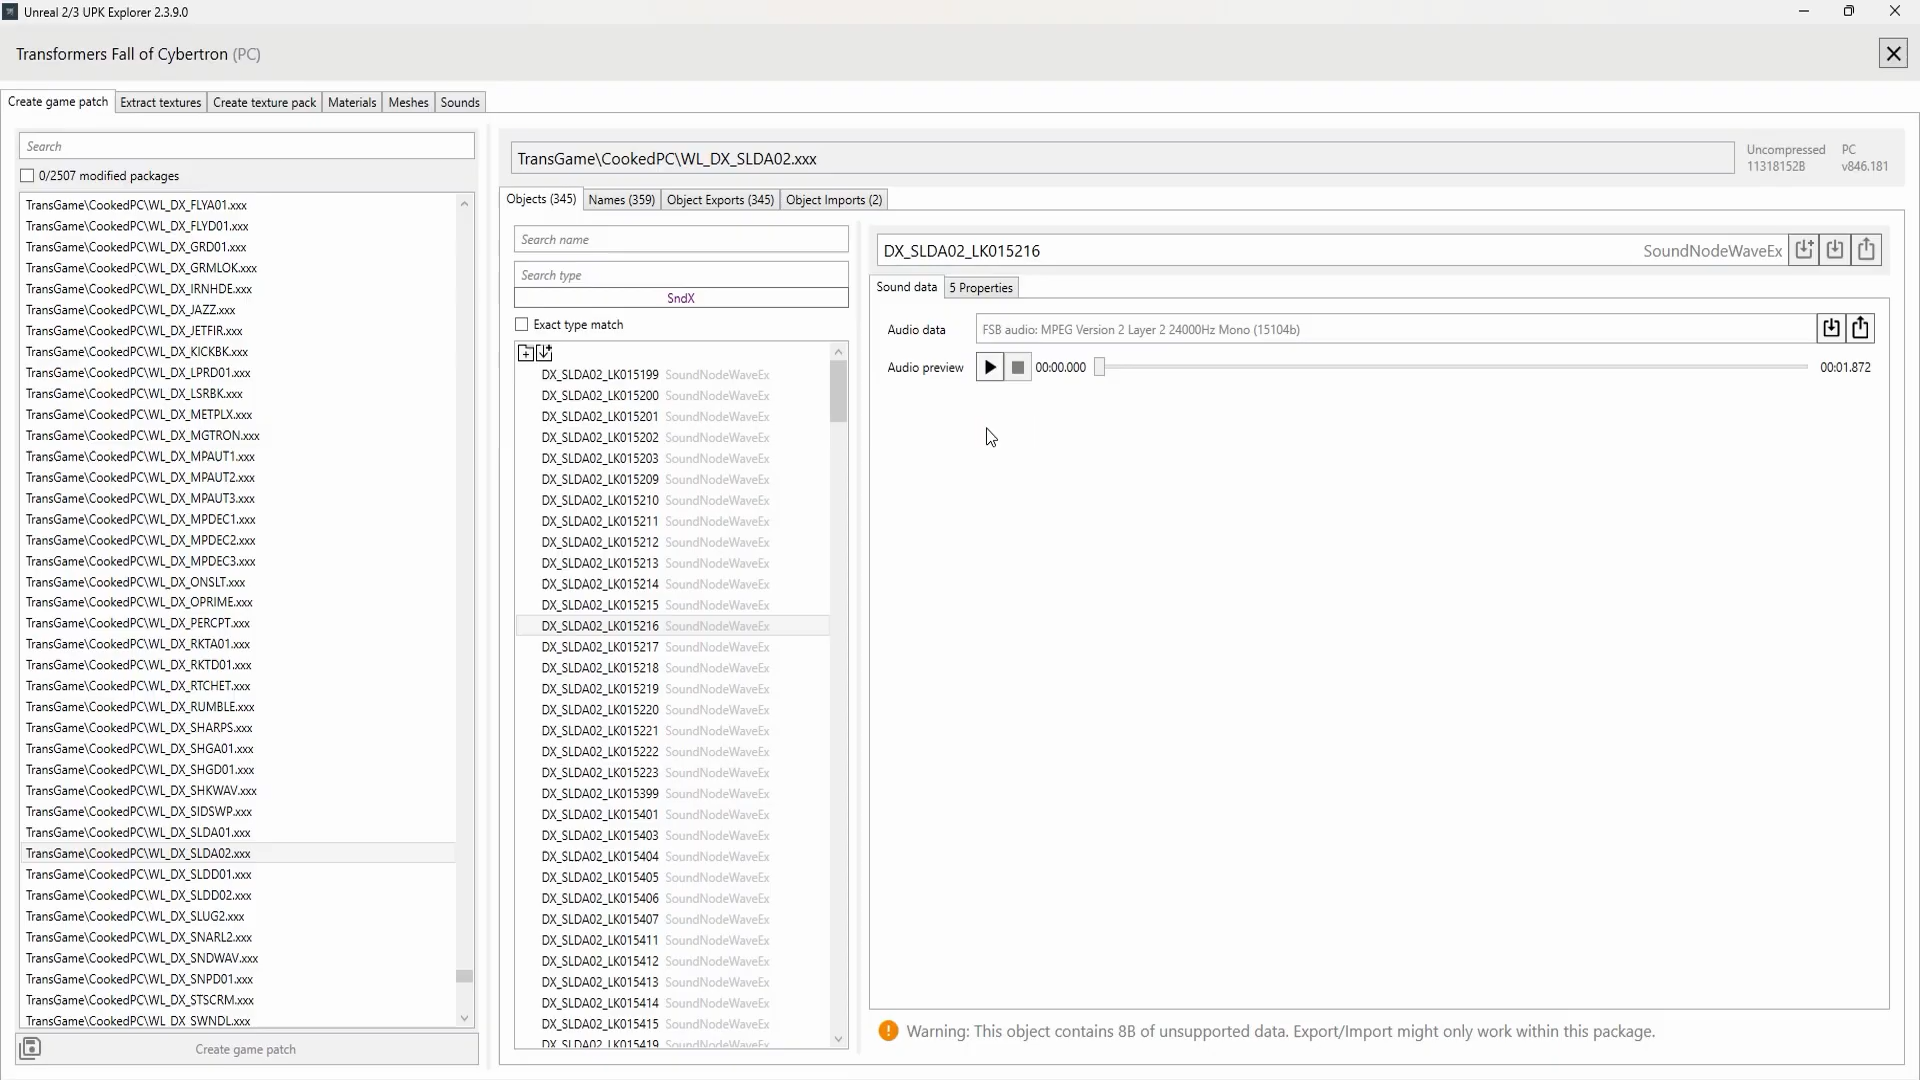 Unreal 2/3 UPK Explorer 2.3.9.0
Transformers Fall of Cybertron (PC)
Create game patch
Extract textures
Create texture pack
Materials
Meshes
Sounds
Search
0/2507 modified packages
TransGame\CookedPC\WL_DX_FLYA01.xxx
TransGame\CookedPC\WL_DX_FLYD01.xxx
TransGame\CookedPC\WL_DX_GRD01.xxx
TransGame\CookedPC\WL_DX_GRMLOK.xxx
TransGame\CookedPC\WL_DX_IRNHDE.xxx
TransGame\CookedPC\WL_DX_JAZZ.xxx
TransGame\CookedPC\WL_DX_JETFIR.xxx
TransGame\CookedPC\WL_DX_KICKBK.xxx
TransGame\CookedPC\WL_DX_LPRD01.xxx
TransGame\CookedPC\WL_DX_LSRBK.xxx
TransGame\CookedPC\WL_DX_METPLX.xxx
TransGame\CookedPC\WL_DX_MGTRON.xxx
TransGame\CookedPC\WL_DX_MPAUT1.xxx
TransGame\CookedPC\WL_DX_MPAUT2.xxx
TransGame\CookedPC\WL_DX_MPAUT3.xxx
TransGame\CookedPC\WL_DX_MPDEC1.xxx
TransGame\CookedPC\WL_DX_MPDEC2.xxx
TransGame\CookedPC\WL_DX_MPDEC3.xxx
TransGame\CookedPC\WL_DX_ONSLT.xxx
TransGame\CookedPC\WL_DX_OPRIME.xxx
TransGame\CookedPC\WL_DX_PERCPT.xxx
TransGame\CookedPC\WL_DX_RKTA01.xxx
TransGame\CookedPC\WL_DX_RKTD01.xxx
TransGame\CookedPC\WL_DX_RTCHET.xxx
TransGame\CookedPC\WL_DX_RUMBLE.xxx
TransGame\CookedPC\WL_DX_SHARPS.xxx
TransGame\CookedPC\WL_DX_SHGA01.xxx
TransGame\CookedPC\WL_DX_SHGD01.xxx
TransGame\CookedPC\WL_DX_SHKWAV.xxx
TransGame\CookedPC\WL_DX_SIDSWP.xxx
TransGame\CookedPC\WL_DX_SLDA01.xxx
TransGame\CookedPC\WL_DX_SLDA02.xxx
TransGame\CookedPC\WL_DX_SLDD01.xxx
TransGame\CookedPC\WL_DX_SLDD02.xxx
TransGame\CookedPC\WL_DX_SLUG2.xxx
TransGame\CookedPC\WL_DX_SNARL2.xxx
TransGame\CookedPC\WL_DX_SNDWAV.xxx
TransGame\CookedPC\WL_DX_SNPD01.xxx
TransGame\CookedPC\WL_DX_STSCRM.xxx
TransGame\CookedPC\WL_DX_SWNDL.xxx
Create game patch
TransGame\CookedPC\WL_DX_SLDA02.xxx
Uncompressed PC
11318152B v846.181
Objects (345)
Names (359)
Object Exports (345)
Object Imports (2)
Search name
Search type
SndX
Exact type match
DX_SLDA02_LK015199 SoundNodeWaveEx
DX_SLDA02_LK015200 SoundNodeWaveEx
DX_SLDA02_LK015201 SoundNodeWaveEx
DX_SLDA02_LK015202 SoundNodeWaveEx
DX_SLDA02_LK015203 SoundNodeWaveEx
DX_SLDA02_LK015209 SoundNodeWaveEx
DX_SLDA02_LK015210 SoundNodeWaveEx
DX_SLDA02_LK015211 SoundNodeWaveEx
DX_SLDA02_LK015212 SoundNodeWaveEx
DX_SLDA02_LK015213 SoundNodeWaveEx
DX_SLDA02_LK015214 SoundNodeWaveEx
DX_SLDA02_LK015215 SoundNodeWaveEx
DX_SLDA02_LK015216 SoundNodeWaveEx
DX_SLDA02_LK015217 SoundNodeWaveEx
DX_SLDA02_LK015218 SoundNodeWaveEx
DX_SLDA02_LK015219 SoundNodeWaveEx
DX_SLDA02_LK015220 SoundNodeWaveEx
DX_SLDA02_LK015221 SoundNodeWaveEx
DX_SLDA02_LK015222 SoundNodeWaveEx
DX_SLDA02_LK015223 SoundNodeWaveEx
DX_SLDA02_LK015399 SoundNodeWaveEx
DX_SLDA02_LK015401 SoundNodeWaveEx
DX_SLDA02_LK015403 SoundNodeWaveEx
DX_SLDA02_LK015404 SoundNodeWaveEx
DX_SLDA02_LK015405 SoundNodeWaveEx
DX_SLDA02_LK015406 SoundNodeWaveEx
DX_SLDA02_LK015407 SoundNodeWaveEx
DX_SLDA02_LK015411 SoundNodeWaveEx
DX_SLDA02_LK015412 SoundNodeWaveEx
DX_SLDA02_LK015413 SoundNodeWaveEx
DX_SLDA02_LK015414 SoundNodeWaveEx
DX_SLDA02_LK015415 SoundNodeWaveEx
DX_SLDA02_LK015419 SoundNodeWaveEx
DX_SLDA02_LK015216 SoundNodeWaveEx
Sound data
5 Properties
Audio data FSB audio: MPEG Version 2 Layer 2 24000Hz Mono (15104b)
Audio preview 00:00.000 00:01.872
Warning: This object contains 8B of unsupported data. Export/Import might only work within this package.